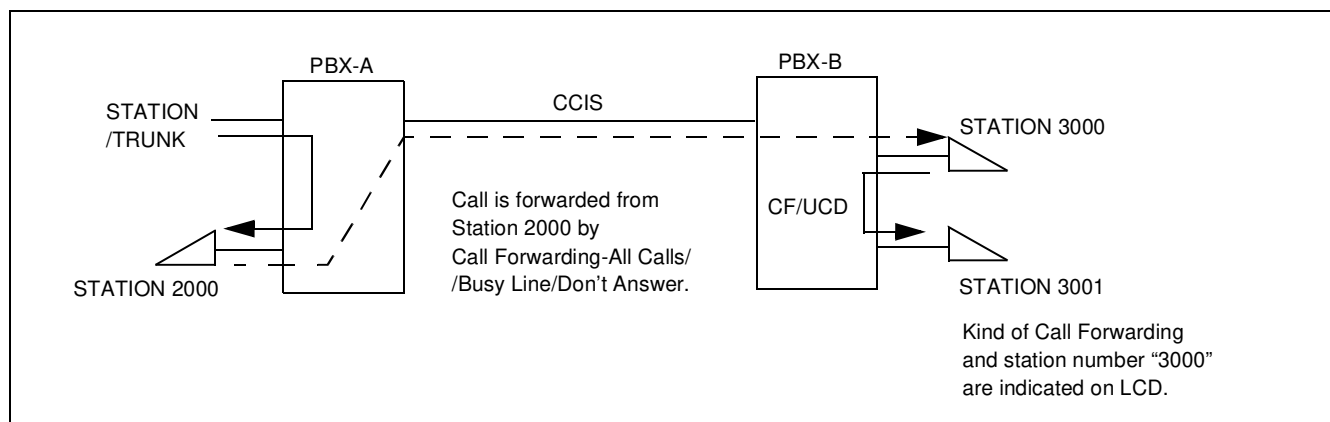 PBX-A
PBX-B
STATION
/TRUNK
CCIS
STATION 3000
Call is forwarded from
Station 2000 by
Call Forwarding-All Calls/
/Busy Line/Don't Answer.
CF/UCD
STATION 2000
STATION 3001
Kind of Call Forwarding
and station number “3000”
are indicated on LCD.